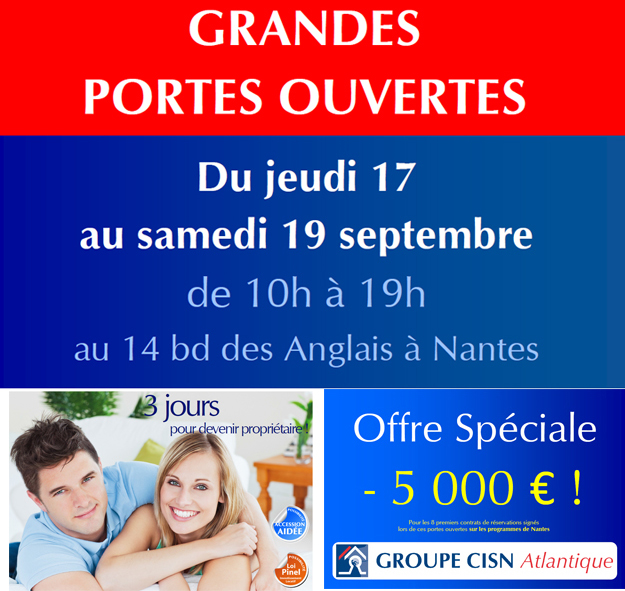 GRANDES
PORTES OUVERTES
Du jeudi 17
au samedi 19 septembre
de 10h à 19h
au 14 bd des Anglais à Nantes
3 jours
pour devenir propriétaire !
ACCESSION
AIDÉE
Loi
Pinel
Offre Spéciale
- 5 000 € !
Pour les 8 premiers contrats de réservations signés
lors de ces portes ouvertes sur les programmes de Nantes
GROUPE CISN Atlantique